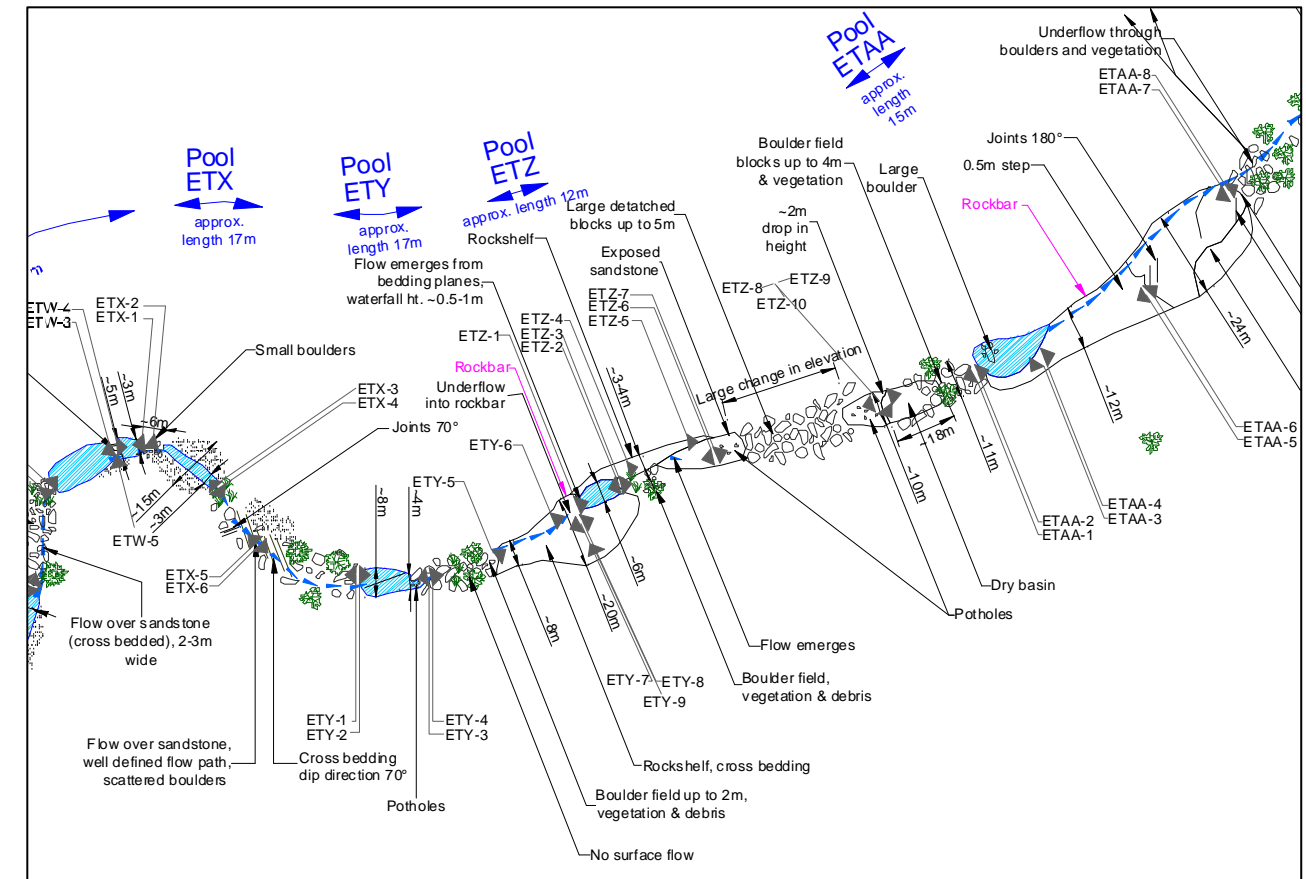 Pool
ETAA
approx.
length
15m
Underflow through
boulders and vegetation
ETAA-8
ETAA-7
Joints 180°
0.5m step
Rockbar
Boulder field
blocks up to 4m
& vegetation
Large
boulder
Pool
ETX
approx.
length 17m
Pool
ETY
approx.
length 17m
Pool
ETZ
approx. length 12m
Large detatched
blocks up to 5m
~2m
drop in
height
Rockshelf
Exposed
sandstone
Flow emerges from
bedding planes,
waterfall ht. ~0.5-1m
ETZ-8
ETZ-9
ETZ-10
ETZ-7
ETZ-6
ETZ-5
ETZ-4
ETZ-3
ETZ-2
ETZ-1
ETW-4
ETW-3
ETX-2
ETX-1
Small boulders
Rockbar
Underflow
into rockbar
Large change in elevation
~3-4m
~5m
~3m
~6m
ETX-3
ETX-4
Joints 70°
ETY-6
ETY-5
~24m
~12m
ETAA-6
ETAA-5
~18m
~11m
~10m
~15m
~3m
~8m
~4m
ETW-5
ETAA-4
ETAA-3
ETAA-2
ETAA-1
ETX-5
ETX-6
~6m
~20m
~8m
Dry basin
Potholes
Flow over sandstone
(cross bedded), 2-3m
wide
Flow emerges
ETY-7
ETY-8
ETY-9
Boulder field,
vegetation & debris
ETY-1
ETY-2
ETY-4
ETY-3
Flow over sandstone,
well defined flow path,
scattered boulders
Cross bedding
dip direction 70°
Rockshelf, cross bedding
Potholes
Boulder field up to 2m,
vegetation & debris
No surface flow